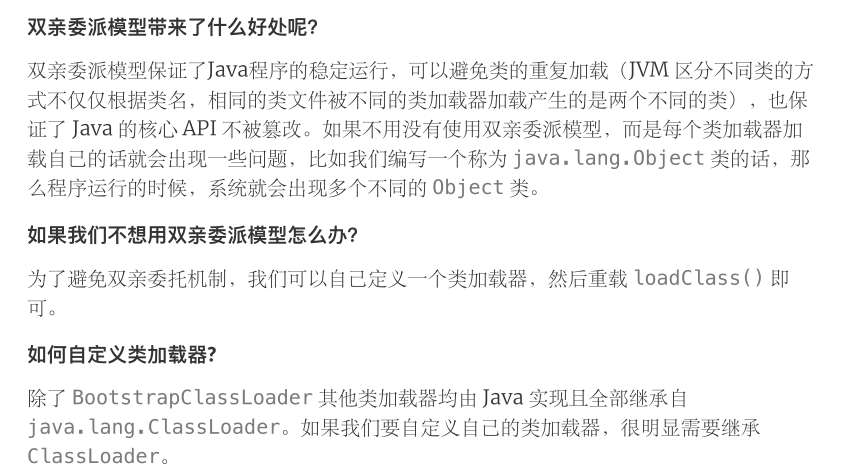 双亲委派模型带来了什么好处呢?
双亲委派模型保证了Java程序的稳定运行，可以避免类的重复加载（JVM 区分不同类的方
式不仅仅根据类名，相同的类文件被不同的类加载器加载产生的是两个不同的类），也保
证了 Java 的核心 API 不被篡改。如果不用没有使用双亲委派模型，而是每个类加载器加
载自己的话就会出现一些问题，比如我们编写一个称为 java.lang.Object 类的话，那
么程序运行的时候，系统就会出现多个不同的 Object 类。
如果我们不想用双亲委派模型怎么办?
为了避免双亲委托机制，我们可以自己定义一个类加载器，然后重载 loadClass() 即
可。
如何自定义类加载器?
除了 BootstrapClassLoader 其他类加载器均由 Java 实现且全部继承自
java.lang.ClassLoader。如果我们要自定义自己的类加载器，很明显需要继承
ClassLoader。